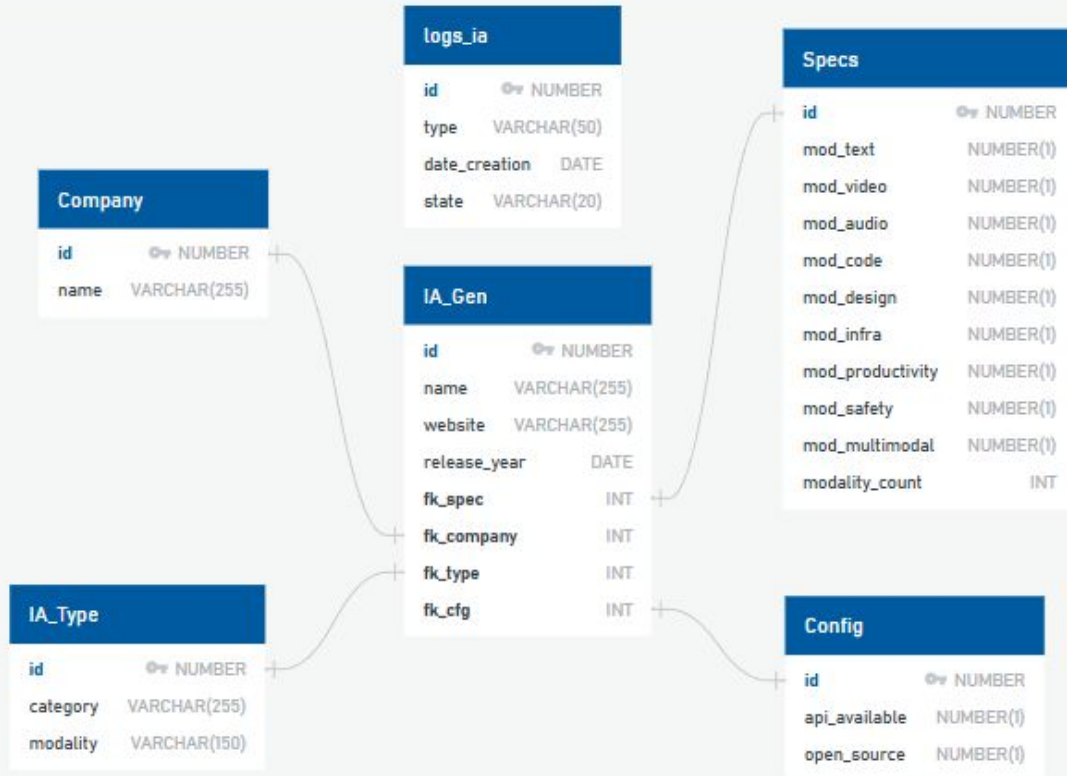 logs_ia
id NUMBER
type VARCHAR(50)
date_creation DATE
state VARCHAR(20)
Specs
id NUMBER
mod_text NUMBER(1)
mod_video NUMBER(1)
mod_audio NUMBER(1)
mod_code NUMBER(1)
mod_design NUMBER(1)
mod_infra NUMBER(1)
mod_productivity NUMBER(1)
mod_safety NUMBER(1)
mod_multimodal NUMBER(1)
modality_count INT
Company
id NUMBER
name VARCHAR(255)
IA_Gen
id NUMBER
name VARCHAR(255)
website VARCHAR(255)
release_year DATE
fk_spec INT
fk_company INT
fk_type INT
fk_cfg INT
IA_Type
id NUMBER
category VARCHAR(255)
modality VARCHAR(150)
Config
id NUMBER
api_available NUMBER(1)
open_source NUMBER(1)